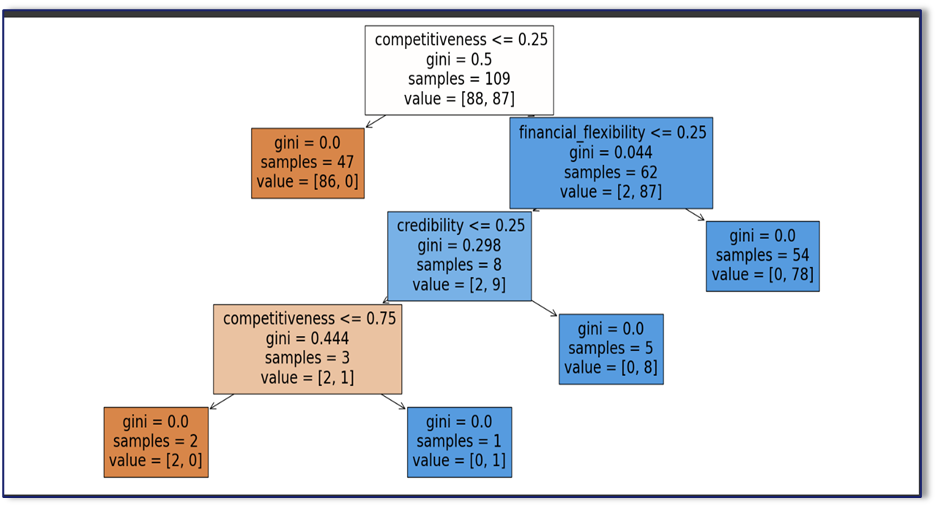 competitiveness <= 0.25
gini = 0.5
samples = 109
value = [88, 87]
gini = 0.0
samples = 47
value = [86, 0]
financial_flexibility <= 0.25
gini = 0.044
samples = 62
value = [2, 87]
credibility <= 0.25
gini = 0.298
samples = 8
value = [2, 9]
gini = 0.0
samples = 54
value = [0, 78]
competitiveness <= 0.75
gini = 0.444
samples = 3
value = [2, 1]
gini = 0.0
samples = 5
value = [0, 8]
gini = 0.0
samples = 2
value = [2, 0]
gini = 0.0
samples = 1
value = [0, 1]